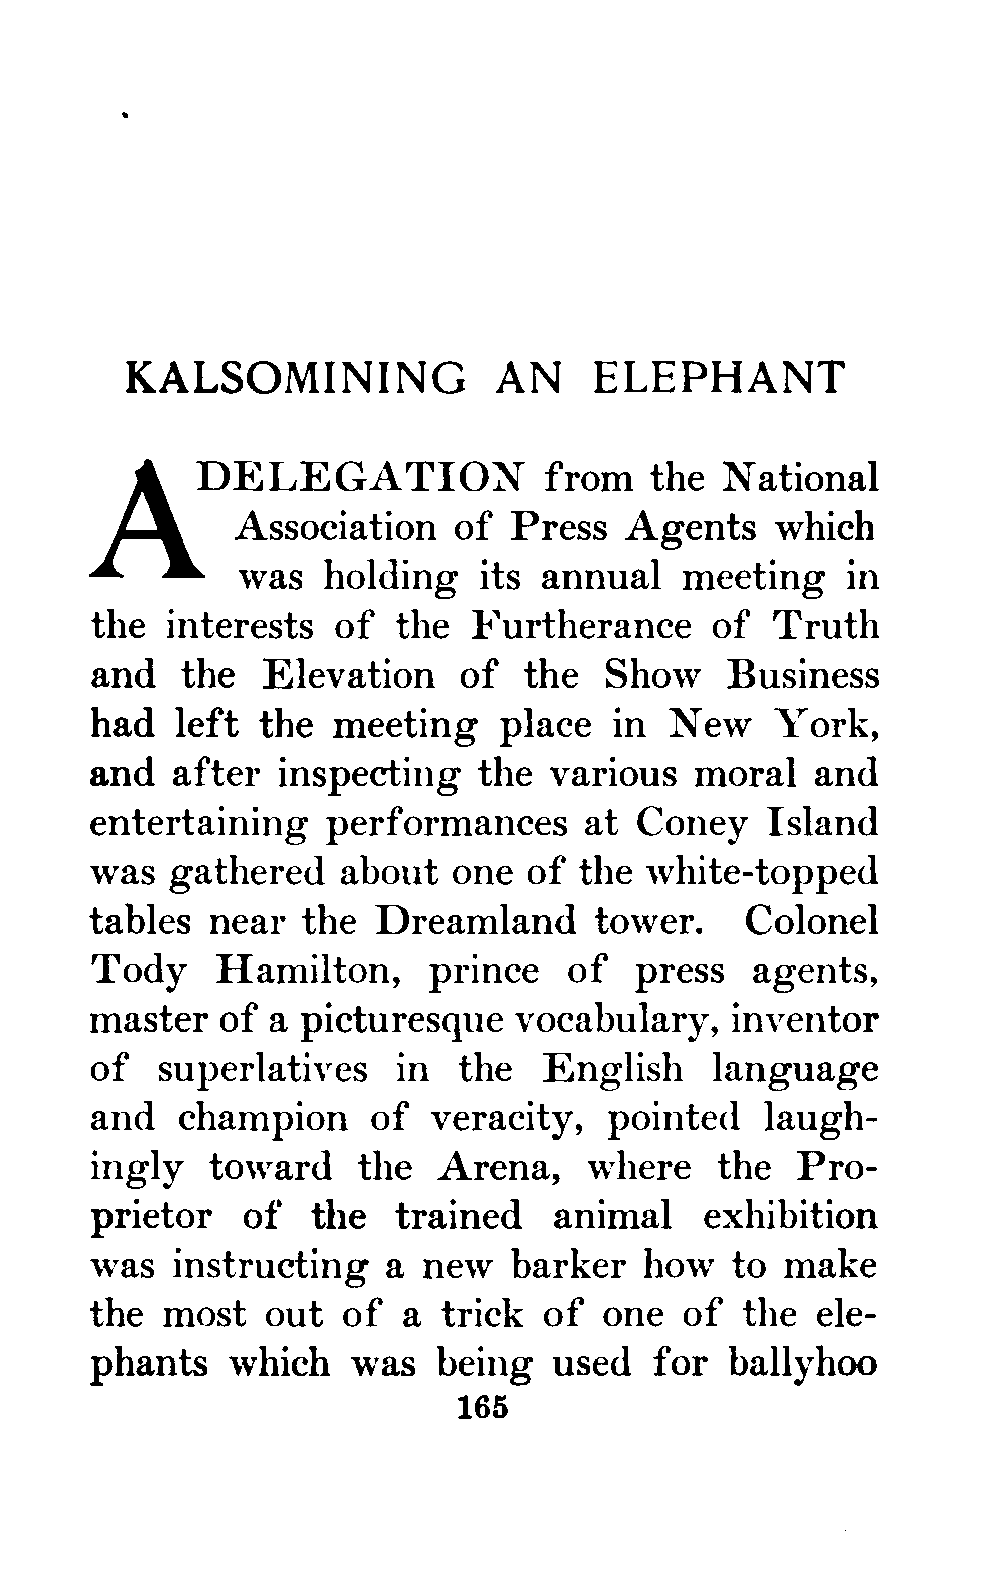 KALSOMINING AN ELEPHANT
A DELEGATION from the National
Association of Press Agents which
was holding its annual meeting in
the interests of the Furtherance of Truth
and the Elevation of the Show Business
had left the meeting place in New York,
and after inspecting the various moral and
entertaining performances at Coney Island
was gathered about one of the white-topped
tables near the Dreamland tower. Colonel
Tody Hamilton, prince of press agents,
master of a picturesque vocabulary, inventor
of superlatives in the English language
and champion of veracity, pointed laugh-
ingly toward the Arena, where the Pro-
prietor of the trained animal exhibition
was instructing a new barker how to make
the most out of a trick of one of the ele-
phants which was being used for ballyhoo
165